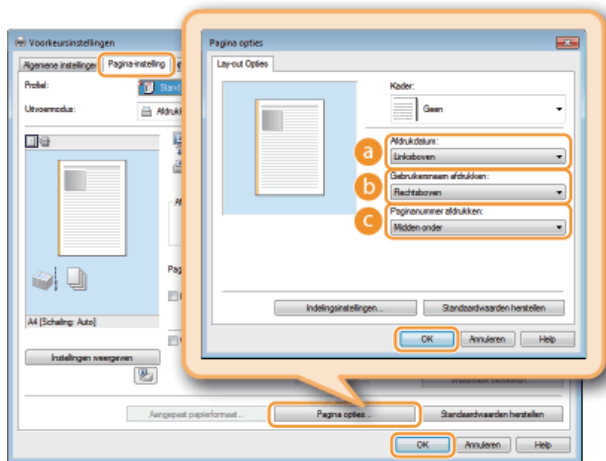 Voorkeursinstellingen
Algemene instellingen
Pagina-instelling
Profiel:
Uitvoermodus:
A4 [Schaling: Auto]
Instellingen weergeven
Aangepast papierformaat...
Pagina opties...
Standaardwaarden herstellen
OK
Annuleren
Help
Pagina opties
Lay-out Opties
Kader:
Geen
a
Afdrukdatum:
Linksboven
b
Gebruikersnaam afdrukken:
Rechtsboven
c
Paginanummer afdrukken:
Midden onder
Indelingsinstellingen...
Standaardwaarden herstellen
OK
Annuleren
Help